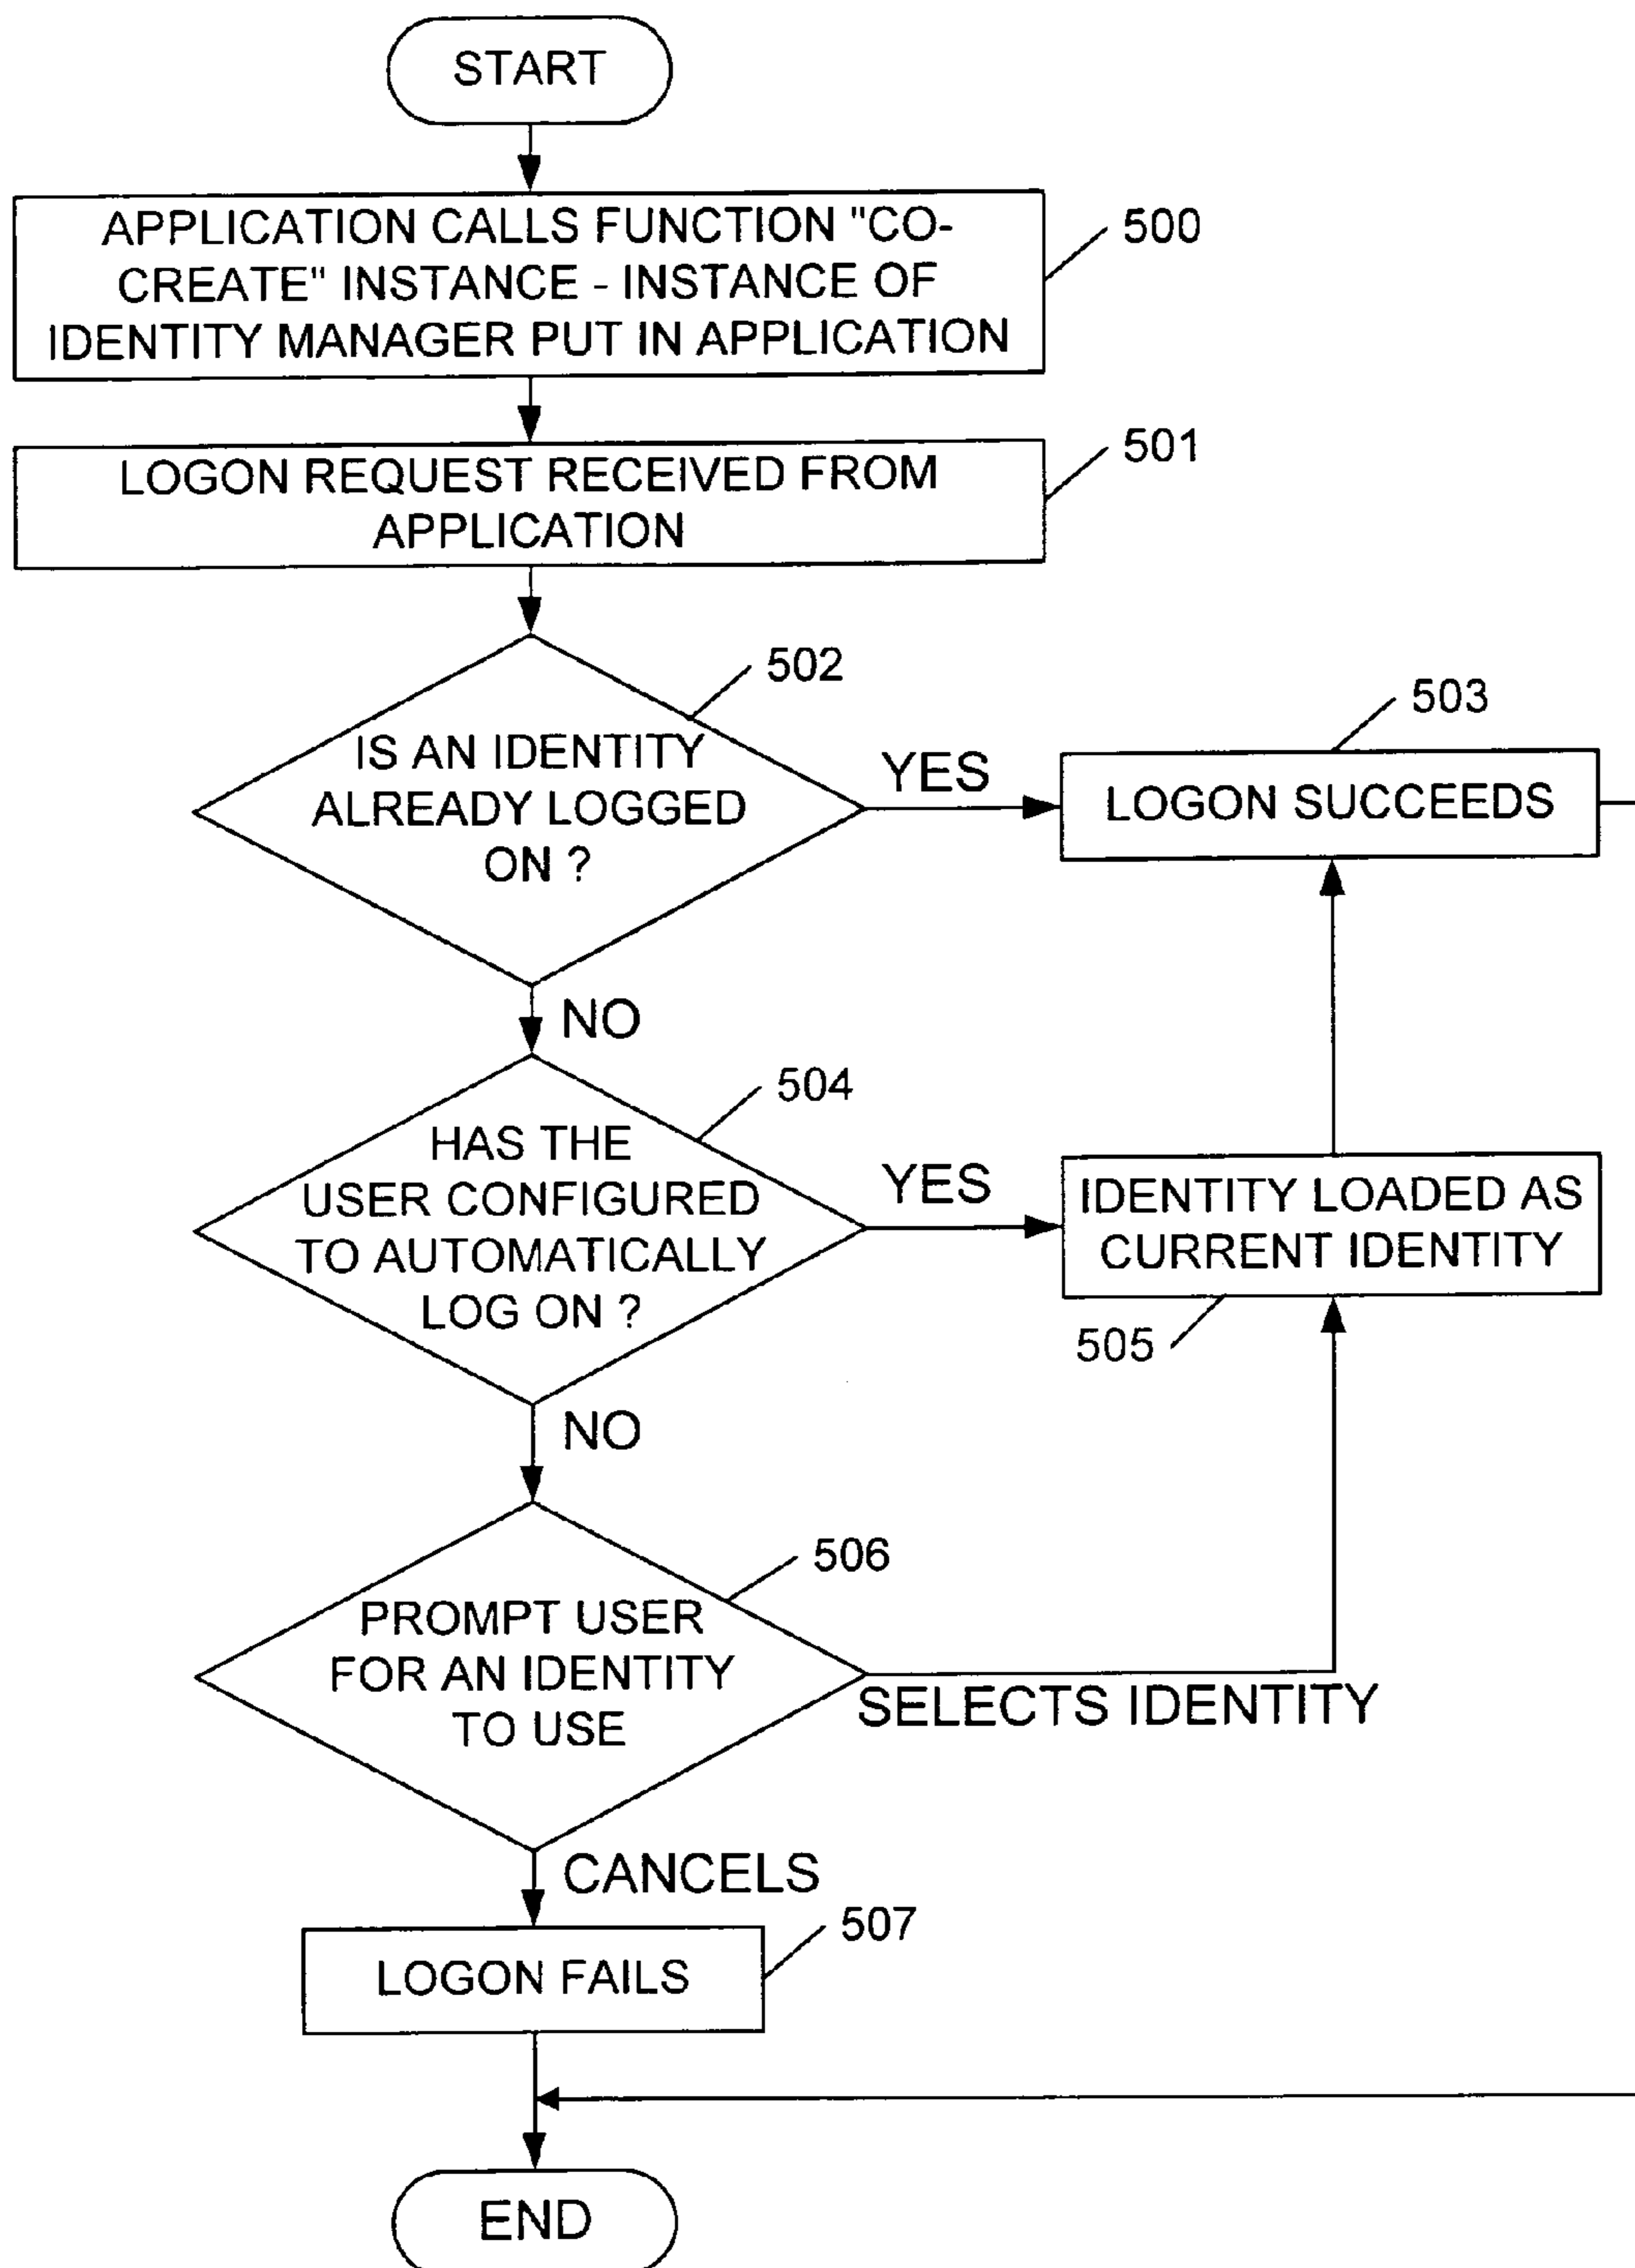 START
APPLICATION CALLS FUNCTION "CO-
CREATE" INSTANCE - INSTANCE OF
IDENTITY MANAGER PUT IN APPLICATION
500
LOGON REQUEST RECEIVED FROM
APPLICATION
501
502
IS AN IDENTITY
ALREADY LOGGED
ON ?
YES
503
LOGON SUCCEEDS
NO
504
HAS THE
USER CONFIGURED
TO AUTOMATICALLY
LOG ON ?
YES
IDENTITY LOADED AS
CURRENT IDENTITY
505
NO
506
PROMPT USER
FOR AN IDENTITY
TO USE
SELECTS IDENTITY
CANCELS
507
LOGON FAILS
END